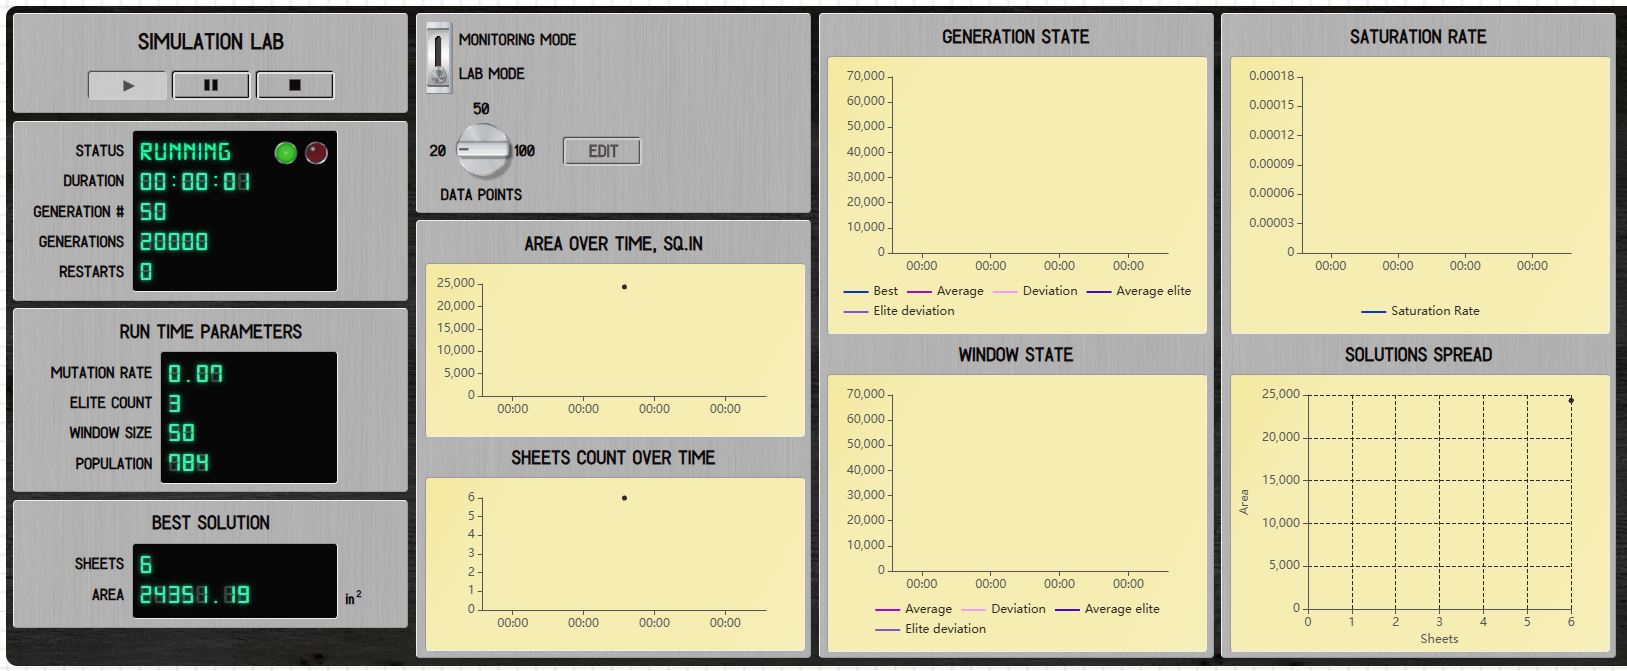 SIMULATION LAB
STATUS RUNNING
DURATION 00:00:01
GENERATION # 50
GENERATIONS 20000
RESTARTS 0
RUN TIME PARAMETERS
MUTATION RATE 0.07
ELITE COUNT 3
WINDOW SIZE 50
POPULATION 784
BEST SOLUTION
SHEETS 6
AREA 24351.19 in²
MONITORING MODE
LAB MODE
50
20 100 EDIT
DATA POINTS
AREA OVER TIME, SQ.IN
25,000
20,000
15,000
10,000
5,000
0
00:00 00:00 00:00 00:00
SHEETS COUNT OVER TIME
6
5
4
3
2
1
0
00:00 00:00 00:00 00:00
GENERATION STATE
70,000
60,000
50,000
40,000
30,000
20,000
10,000
0
00:00 00:00 00:00 00:00
Best Average Deviation Average elite
Elite deviation
WINDOW STATE
70,000
60,000
50,000
40,000
30,000
20,000
10,000
0
00:00 00:00 00:00 00:00
Average Deviation Average elite
Elite deviation
SATURATION RATE
0.00018
0.00015
0.00012
0.00009
0.00006
0.00003
0
00:00 00:00 00:00 00:00
Saturation Rate
SOLUTIONS SPREAD
25,000
20,000
15,000
10,000
5,000
0
Area
0 1 2 3 4 5 6
Sheets